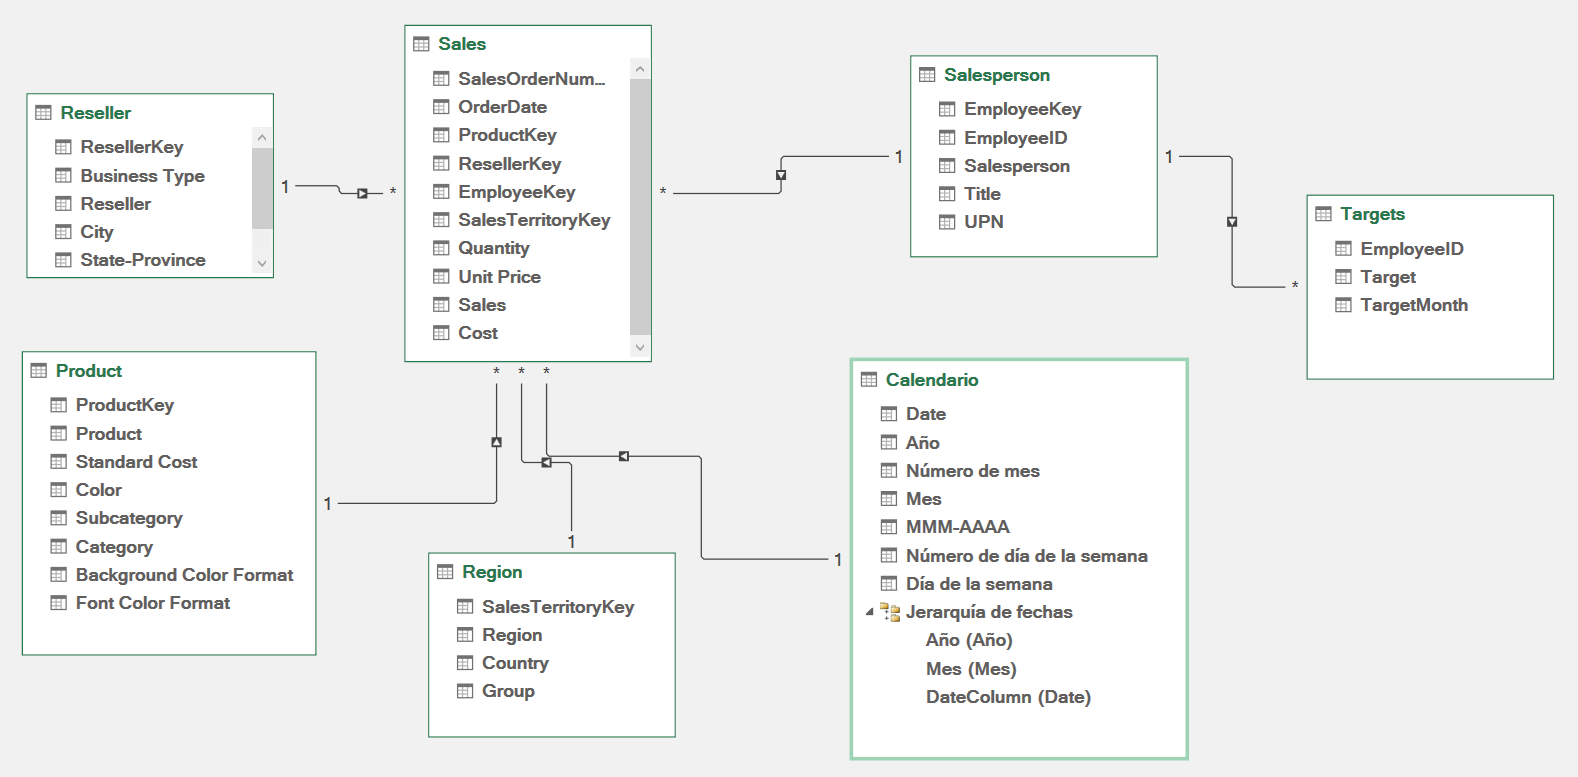 Sales
SalesOrderNum...
OrderDate
ProductKey
ResellerKey
EmployeeKey
SalesTerritoryKey
Quantity
Unit Price
Sales
Cost
Salesperson
EmployeeKey
EmployeeID
Salesperson
Title
UPN
Reseller
ResellerKey
Business Type
Reseller
City
State-Province
1
*
*
1
1
*
Targets
EmployeeID
Target
TargetMonth
Product
ProductKey
Product
Standard Cost
Color
Subcategory
Category
Background Color Format
Font Color Format
* * *
1
1
1
Region
SalesTerritoryKey
Region
Country
Group
Calendario
Date
Año
Número de mes
Mes
MMM-AAAA
Número de día de la semana
Día de la semana
Jerarquía de fechas
Año (Año)
Mes (Mes)
DateColumn (Date)